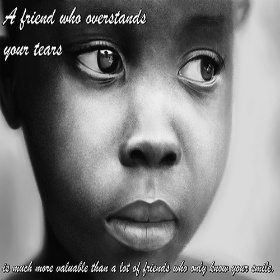 A friend who overstands
your tears
is much more valuable than a lot of friends who only know your smile.